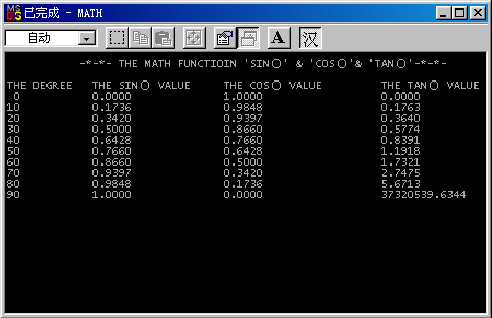 已完成 - MATH
自动
A
汉
-*-*- THE MATH FUNCTIOIN 'SIN○' & 'COS○'& 'TAN○'-*-*-
THE DEGREE THE SIN○ VALUE THE COS○ VALUE THE TAN○ VALUE
0 0.0000 1.0000 0.0000
10 0.1736 0.9848 0.1763
20 0.3420 0.9397 0.3640
30 0.5000 0.8660 0.5774
40 0.6428 0.7660 0.8391
50 0.7660 0.6428 1.1918
60 0.8660 0.5000 1.7321
70 0.9397 0.3420 2.7475
80 0.9848 0.1736 5.6713
90 1.0000 0.0000 37320539.6344